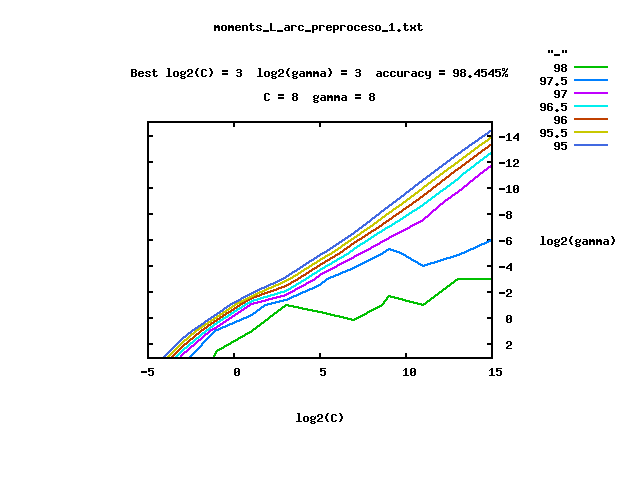 moments_L_arc_preproceso_1.txt
"_"
Best log2(C) = 3  log2(gamma) = 3  accuracy = 98.4545%
C = 8  gamma = 8
98
97.5
97
96.5
96
95.5
95
-14
-12
-10
-8
-6
-4
-2
0
2
log2(gamma)
-5 0 5 10 15
log2(C)